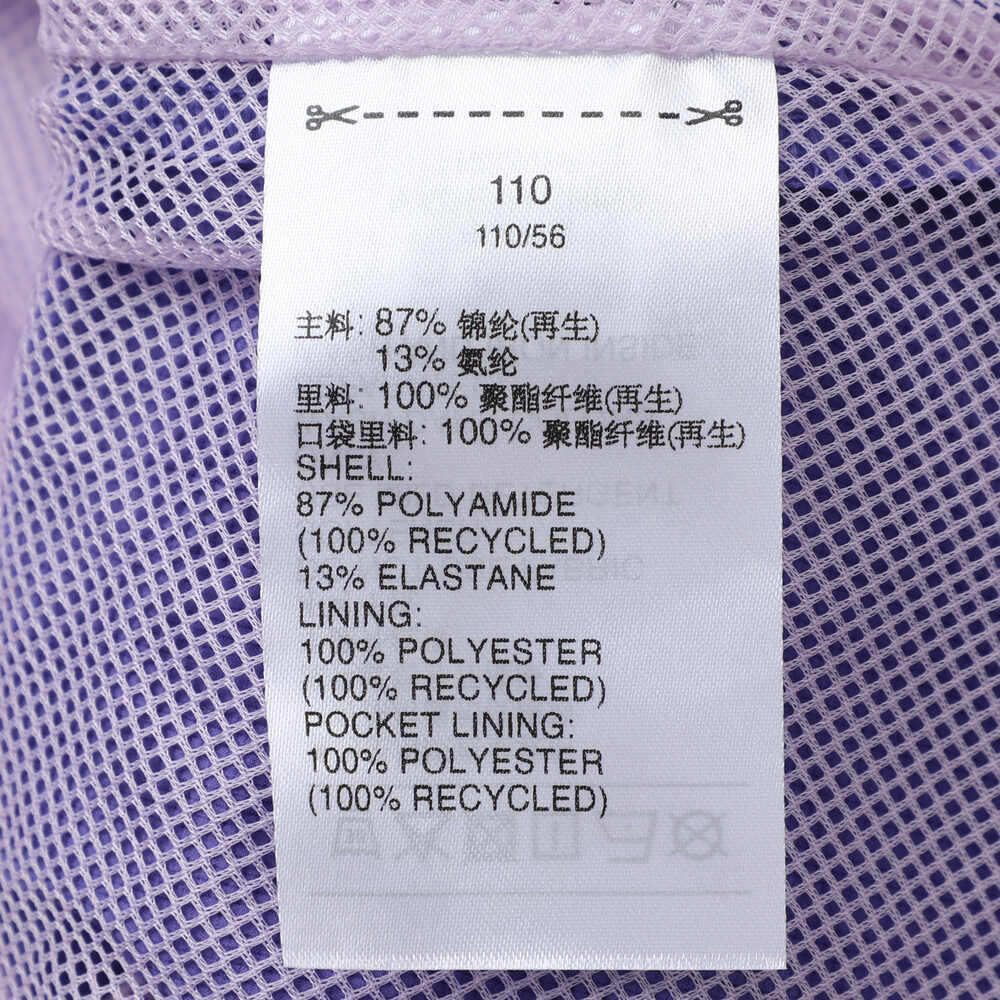 110
110/56
主料: 87% 锦纶(再生)
13% 氨纶
里料: 100% 聚酯纤维(再生)
口袋里料: 100% 聚酯纤维(再生)
SHELL:
87% POLYAMIDE
(100% RECYCLED)
13% ELASTANE
LINING:
100% POLYESTER
(100% RECYCLED)
POCKET LINING:
100% POLYESTER
(100% RECYCLED)